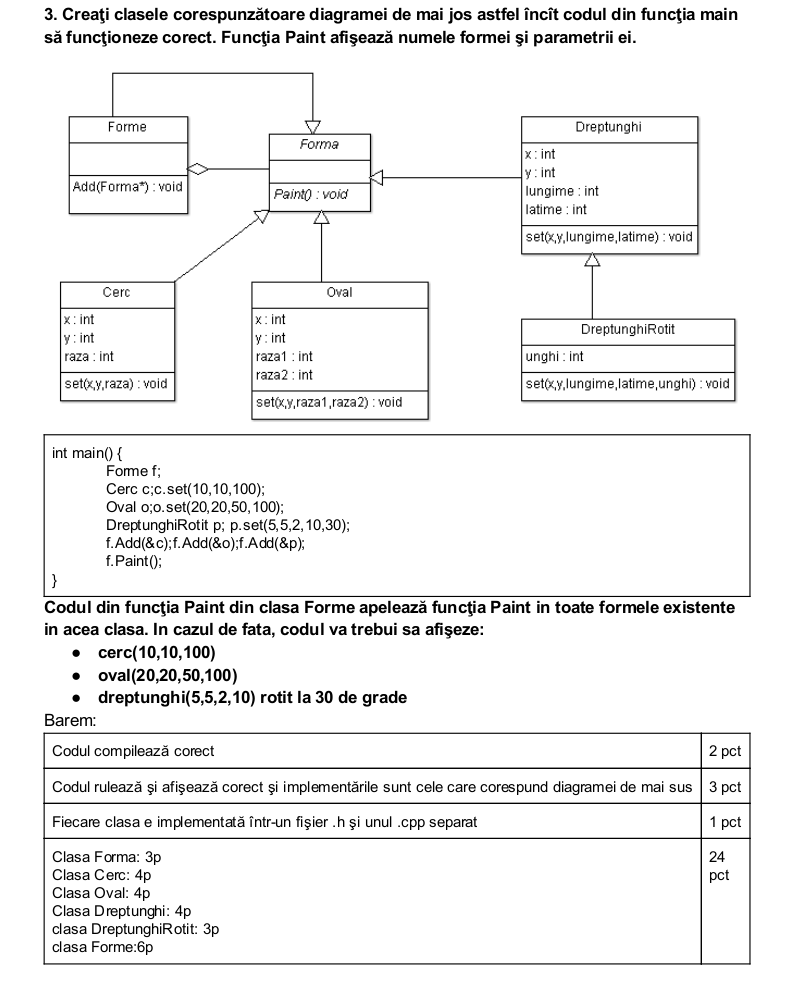 3. Creaţi clasele corespunzătoare diagramei de mai jos astfel încît codul din funcţia main
să funcţioneze corect. Funcţia Paint afişează numele formei şi parametrii ei.
Forme
Add(Forma*) : void
Forma
Paint() : void
Dreptunghi
x : int
y : int
lungime : int
latime : int
set(x,y,lungime,latime) : void
Cerc
x : int
y : int
raza : int
set(x,y,raza) : void
Oval
x : int
y : int
raza1 : int
raza2 : int
set(x,y,raza1,raza2) : void
DreptunghiRotit
unghi : int
set(x,y,lungime,latime,unghi) : void
int main() {
Forme f;
Cerc c;c.set(10,10,100);
Oval o;o.set(20,20,50,100);
DreptunghiRotit p; p.set(5,5,2,10,30);
f.Add(&c);f.Add(&o);f.Add(&p);
f.Paint();
}
Codul din funcţia Paint din clasa Forme apelează funcţia Paint in toate formele existente
in acea clasa. In cazul de fata, codul va trebui sa afişeze:
● cerc(10,10,100)
● oval(20,20,50,100)
● dreptunghi(5,5,2,10) rotit la 30 de grade
Barem:
Codul compilează corect 2 pct
Codul rulează şi afişează corect şi implementările sunt cele care corespund diagramei de mai sus 3 pct
Fiecare clasa e implementată într-un fişier .h şi unul .cpp separat 1 pct
Clasa Forma: 3p 24
Clasa Cerc: 4p pct
Clasa Oval: 4p
Clasa Dreptunghi: 4p
clasa DreptunghiRotit: 3p
clasa Forme:6p